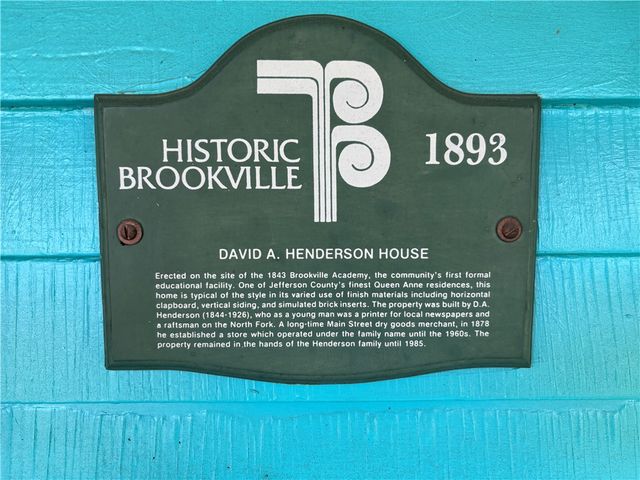 HISTORIC
BROOKVILLE
B
1893
DAVID A. HENDERSON HOUSE
Erected on the site of the 1843 Brookville Academy, the community's first formal
educational facility. One of Jefferson County's finest Queen Anne residences, this
home is typical of the style in its varied use of finish materials including horizontal
clapboard, vertical siding, and simulated brick inserts. The property was built by D.A.
Henderson (1844-1926), who as a young man was a printer for local newspapers and
a raftsman on the North Fork. A long-time Main Street dry goods merchant, in 1878
he established a store which operated under the family name until the 1960s. The
property remained in the hands of the Henderson family until 1985.